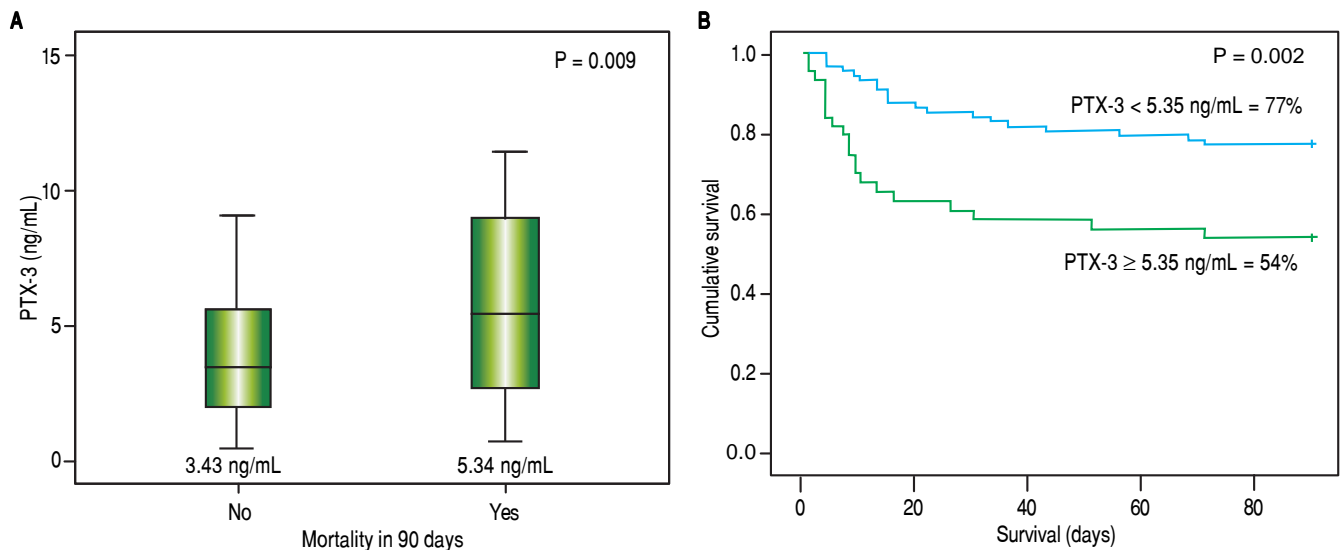 A
15
10
5
0
PTX-3 (ng/mL)
P = 0.009
3.43 ng/mL
5.34 ng/mL
No
Yes
Mortality in 90 days
B
1.0
0.8
0.6
0.4
0.2
0.0
Cumulative survival
P = 0.002
PTX-3 < 5.35 ng/mL = 77%
PTX-3 ≥ 5.35 ng/mL = 54%
0
20
40
60
80
Survival (days)